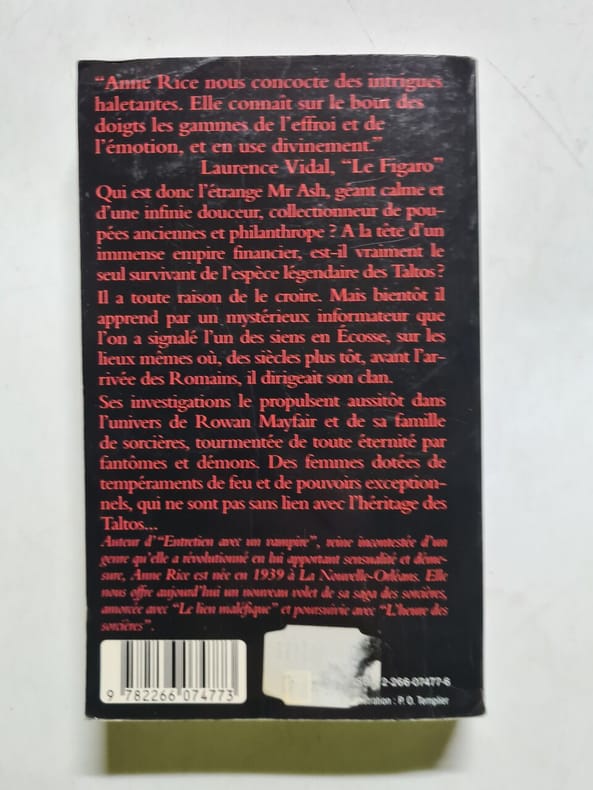 “Anne Rice nous concocte des intrigues
haletantes. Elle connaît sur le bout des
doigts les gammes de l'effroi et de
l'émotion, et en use divinement.”
Laurence Vidal, “Le Figaro”
Qui est donc l'étrange Mr Ash, géant calme et
d'une infinie douceur, collectionneur de pou-
pées anciennes et philanthrope ? A la tête d'un
immense empire financier, est-il vraiment le
seul survivant de l'espèce légendaire des Taltos ?
Il a toute raison de le croire. Mais bientôt il
apprend par un mystérieux informateur que
l'on a signalé l'un des siens en Écosse, sur les
lieux mêmes où, des siècles plus tôt, avant l'ar-
rivée des Romains, il dirigeait son clan.
Ses investigations le propulsent aussitôt dans
l'univers de Rowan Mayfair et de sa famille
de sorcières, tourmentée de toute éternité par
fantômes et démons. Des femmes dotées de
tempéraments de feu et de pouvoirs exception-
nels, qui ne sont pas sans lien avec l'héritage des
Taltos...
Auteur d'“Entretien avec un vampire”, reine incontestée d'un
genre qu'elle a révolutionné en lui apportant sensualité et déme-
sure, Anne Rice est née en 1939 à La Nouvelle-Orléans. Elle
nous offre aujourd'hui un nouveau volet de sa saga des sorcières,
amorcée avec “Le lien maléfique” et poursuivie avec “L'heure des
sorcières”.
9 782266 074773
2-266-07477-6
: P. D. Templier